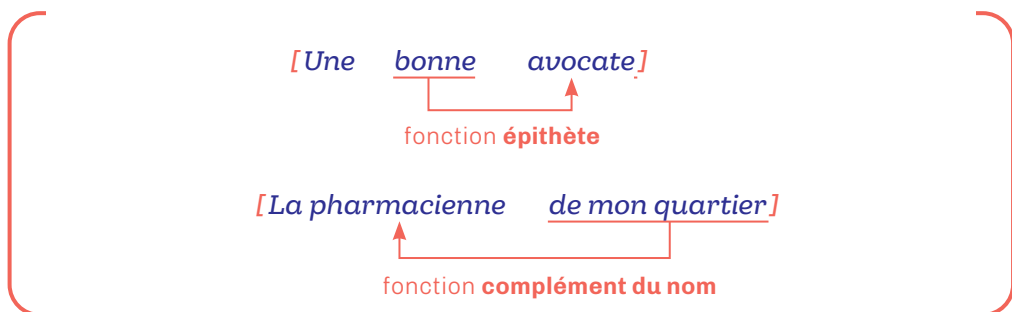 [Une bonne avocate]
fonction épithète
[La pharmacienne de mon quartier]
fonction complément du nom